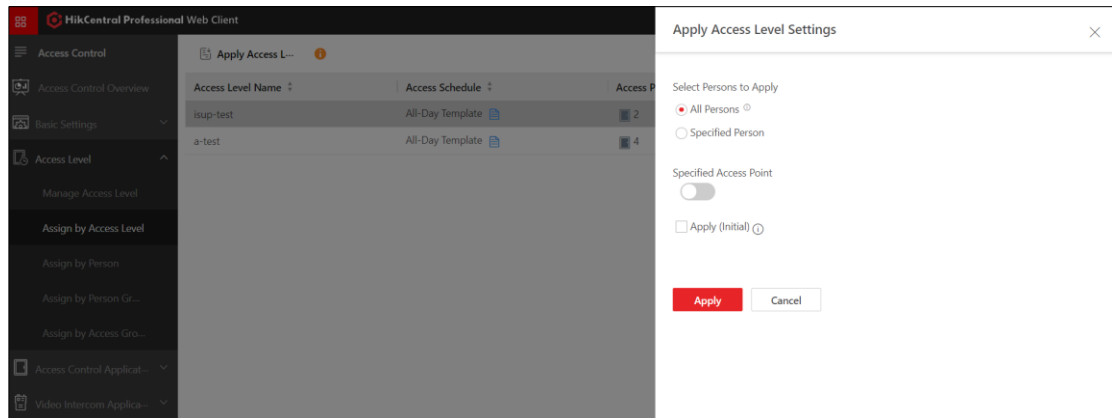 HikCentral Professional Web Client
Access Control
Access Control Overview
Basic Settings
Access Level
Manage Access Level
Assign by Access Level
Assign by Person
Assign by Person Gr...
Assign by Access Gro...
Access Control Applicat...
Video Intercom Applica...
Apply Access L...
Access Level Name Access Schedule Access P
isup-test All-Day Template 2
a-test All-Day Template 4
Apply Access Level Settings
Select Persons to Apply
All Persons
Specified Person
Specified Access Point
Apply (Initial)
Apply Cancel